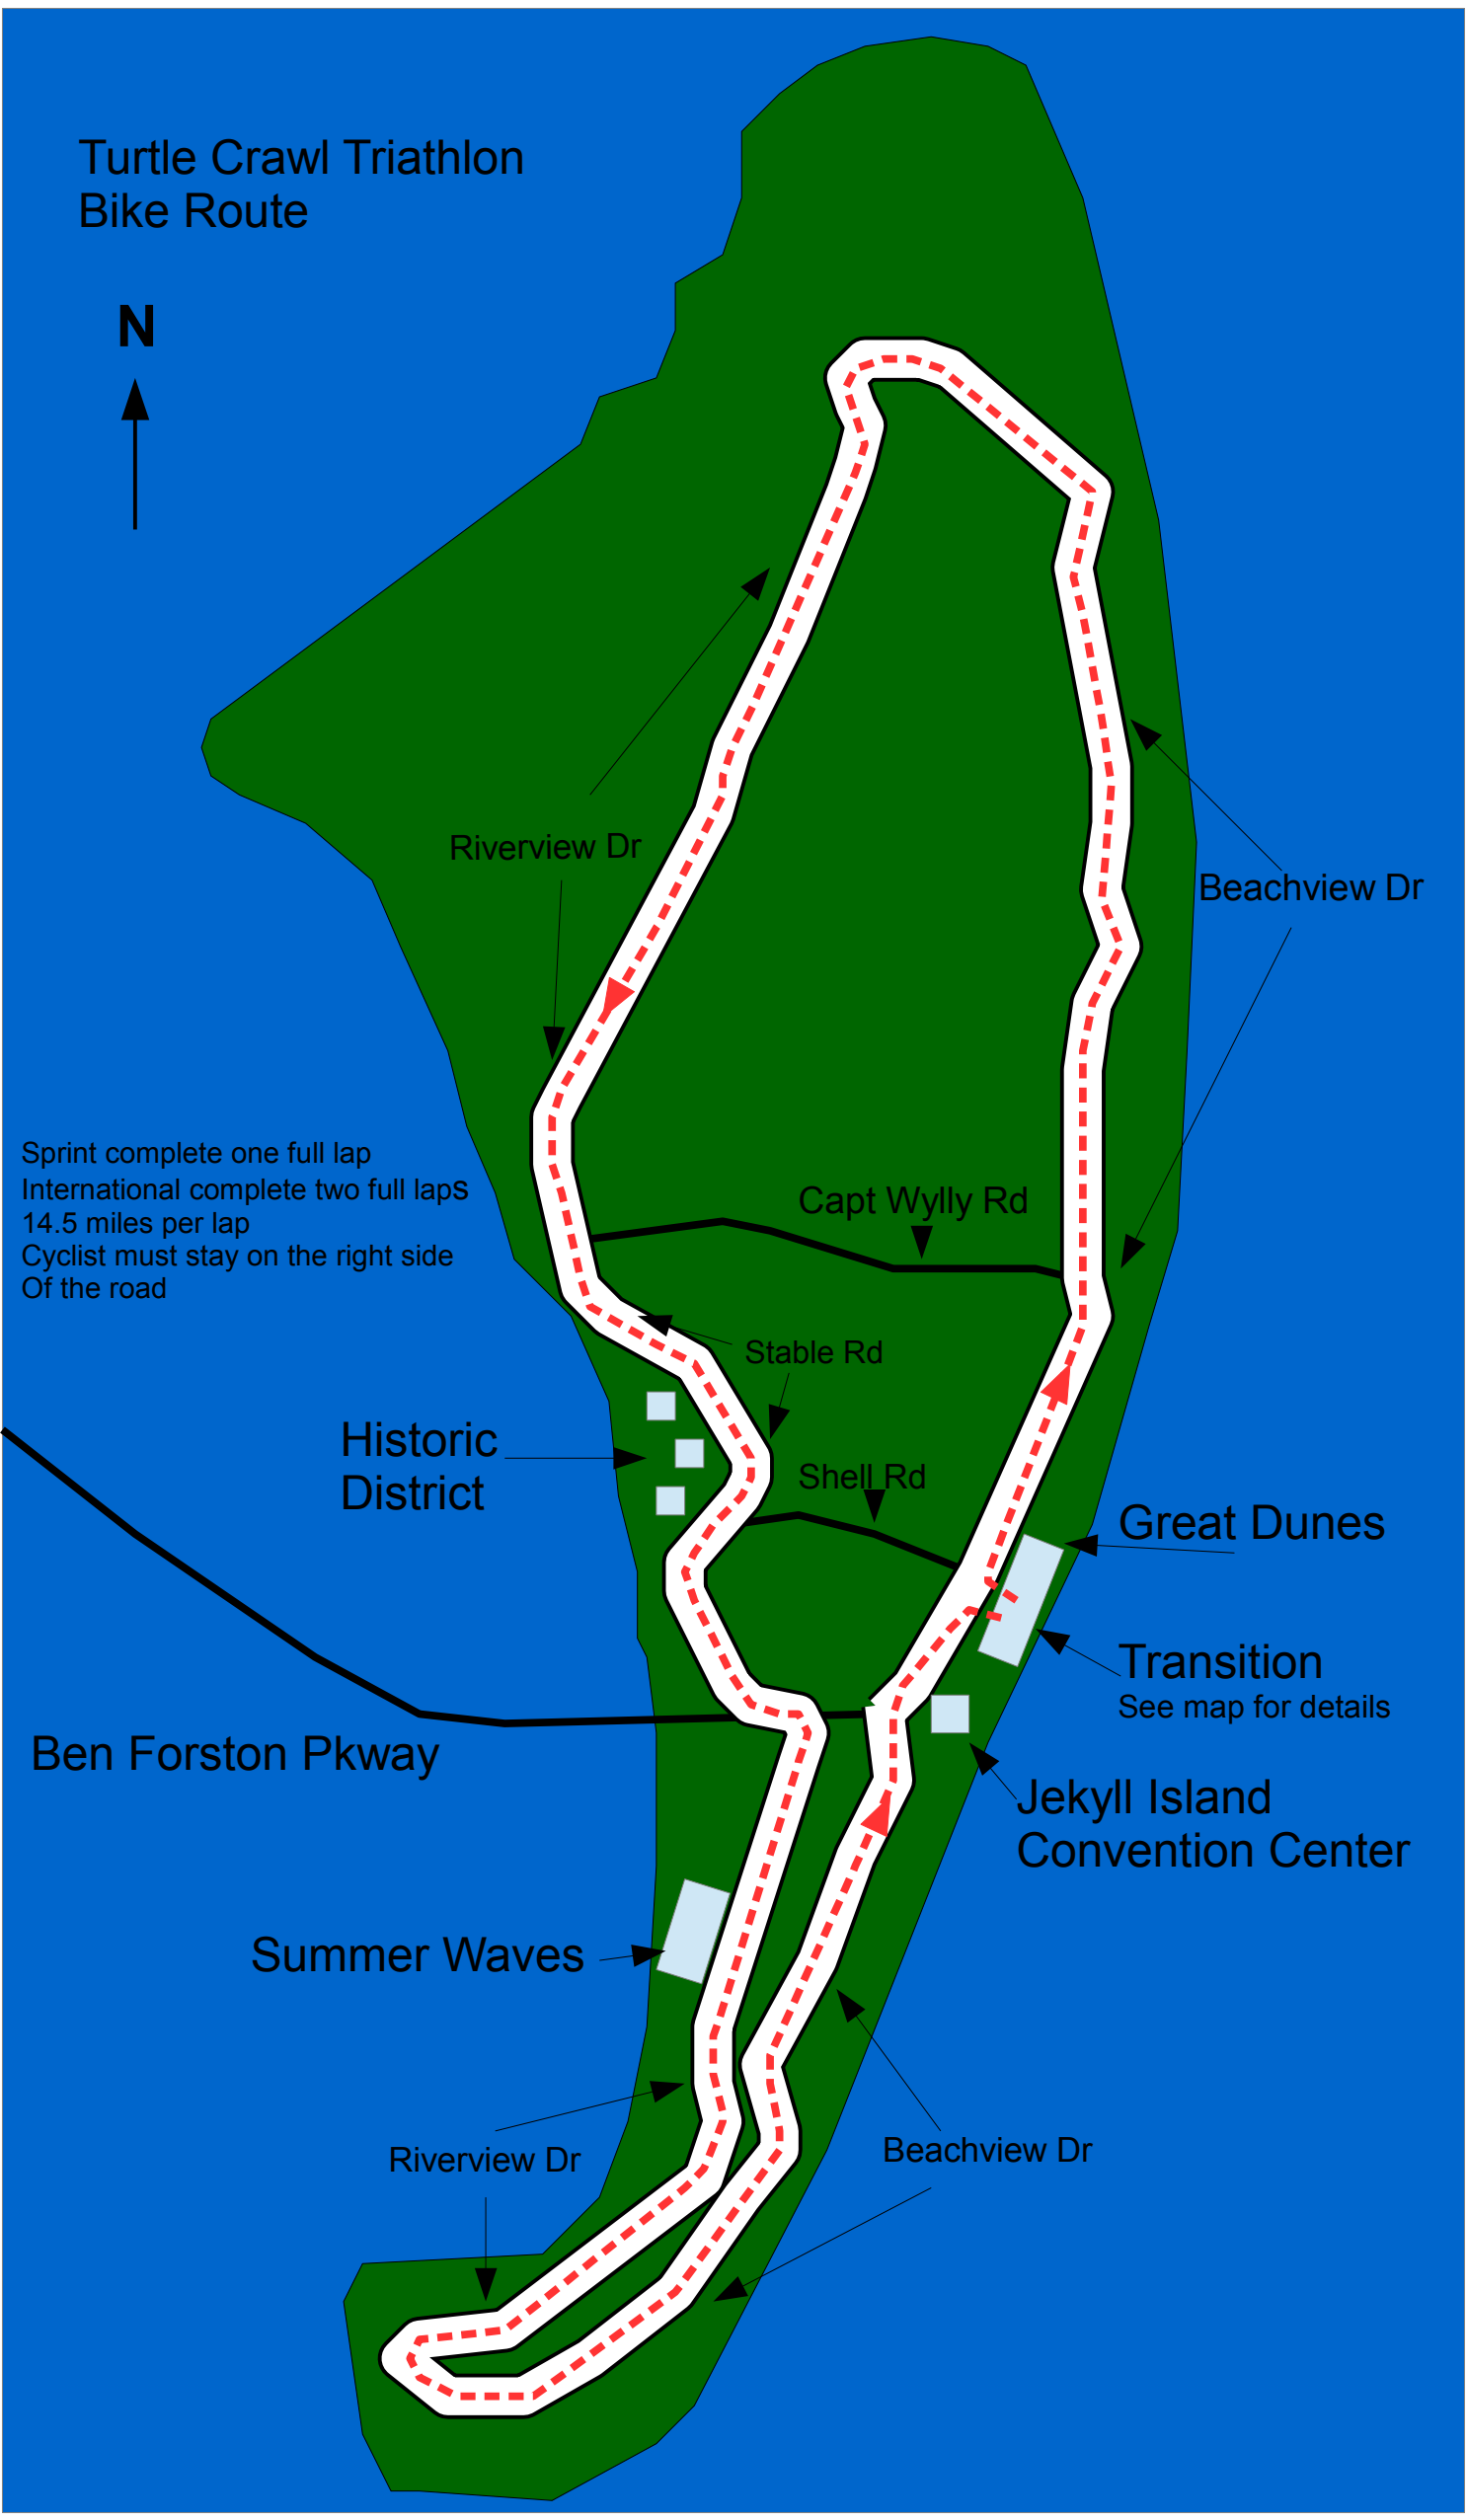 Turtle Crawl Triathlon
Bike Route
N
Riverview Dr
Beachview Dr
Sprint complete one full lap
International complete two full laps
14.5 miles per lap
Cyclist must stay on the right side
Of the road
Capt Wylly Rd
Stable Rd
Historic
District
Shell Rd
Great Dunes
Transition
See map for details
Ben Forston Pkway
Jekyll Island
Convention Center
Summer Waves
Riverview Dr
Beachview Dr